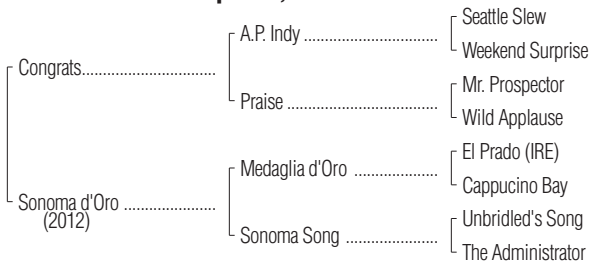 Seattle Slew
A.P. Indy ..............................
Weekend Surprise
Congrats..............................
Mr. Prospector
Praise ..................................
Wild Applause
El Prado (IRE)
Medaglia d'Oro ...................
Cappucino Bay
Sonoma d'Oro .....................
(2012)
Unbridled's Song
Sonoma Song .....................
The Administrator